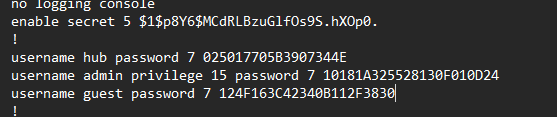 no logging console
enable secret 5 $1$p8Y6$MCdRLBzuGlfOs9S.hXOp0.
!
username hub password 7 025017705B3907344E
username admin privilege 15 password 7 10181A325528130F010D24
username guest password 7 124F163C42340B112F3830
!